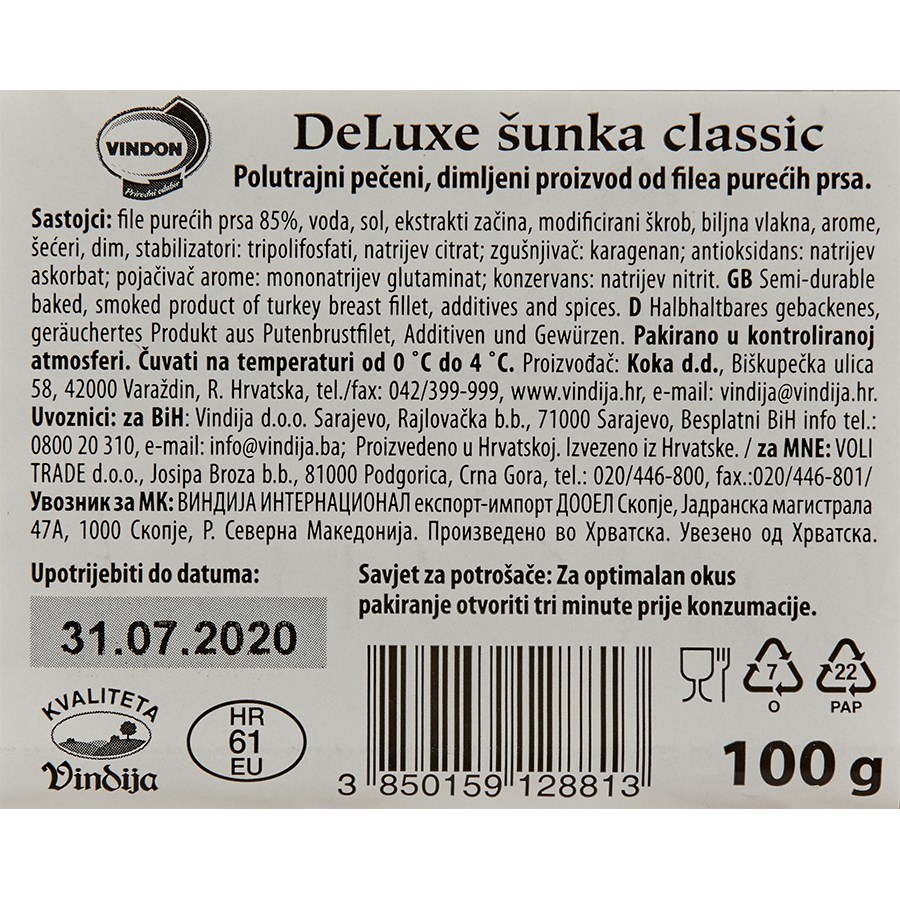 VINDON
Prirodni odabir
DeLuxe šunka classic
Polutrajni pečeni, dimljeni proizvod od filea purećih prsa.
Sastojci: file purećih prsa 85%, voda, sol, ekstrakti začina, modificirani škrob, biljna vlakna, arome,
šećeri, dim, stabilizatori: tripolifosfati, natrijev citrat; zgušnjivač: karagenan; antioksidans: natrijev
askorbat; pojačivač arome: mononatrijev glutaminat; konzervans: natrijev nitrit. GB Semi-durable
baked, smoked product of turkey breast fillet, additives and spices. D Halbhaltbares gebackenes,
geräuchertes Produkt aus Putenbrustfilet, Additiven und Gewürzen. Pakirano u kontroliranoj
atmosferi. Čuvati na temperaturi od 0 ˚C do 4 ˚C. Proizvođač: Koka d.d., Biškupečka ulica
58, 42000 Varaždin, R. Hrvatska, tel./fax: 042/399-999, www.vindija.hr, e-mail: vindija@vindija.hr.
Uvoznici: za BiH: Vindija d.o.o. Sarajevo, Rajlovačka b.b., 71000 Sarajevo, Besplatni BiH info tel.:
0800 20 310, e-mail: info@vindija.ba; Proizvedeno u Hrvatskoj. Izvezeno iz Hrvatske. / za MNE: VOLI
TRADE d.o.o., Josipa Broza b.b., 81000 Podgorica, Crna Gora, tel.: 020/446-800, fax.:020/446-801/
Увозник за МК: ВИНДИЈА ИНТЕРНАЦИОНАЛ експорт-импорт ДООЕЛ Скопје, Јадранска магистрала
47А, 1000 Скопје, Р. Северна Македонија. Произведено во Хрватска. Увезено од Хрватска.
Upotrijebiti do datuma:
31.07.2020
Savjet za potrošače: Za optimalan okus
pakiranje otvoriti tri minute prije konzumacije.
KVALITETA
Vindija
HR
61
EU
3 850159 128813
7
O
22
PAP
100 g